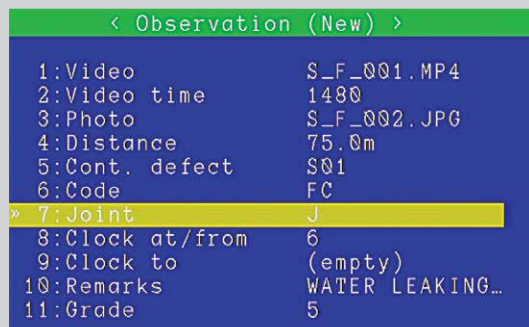 < Observation (New) >
1:Video S_F_001.MP4
2:Video time 1480
3:Photo S_F_002.JPG
4:Distance 75.0m
5:Cont. defect S01
6:Code FC
» 7:Joint J
8:Clock at/from 6
9:Clock to (empty)
10:Remarks WATER LEAKING…
11:Grade 5